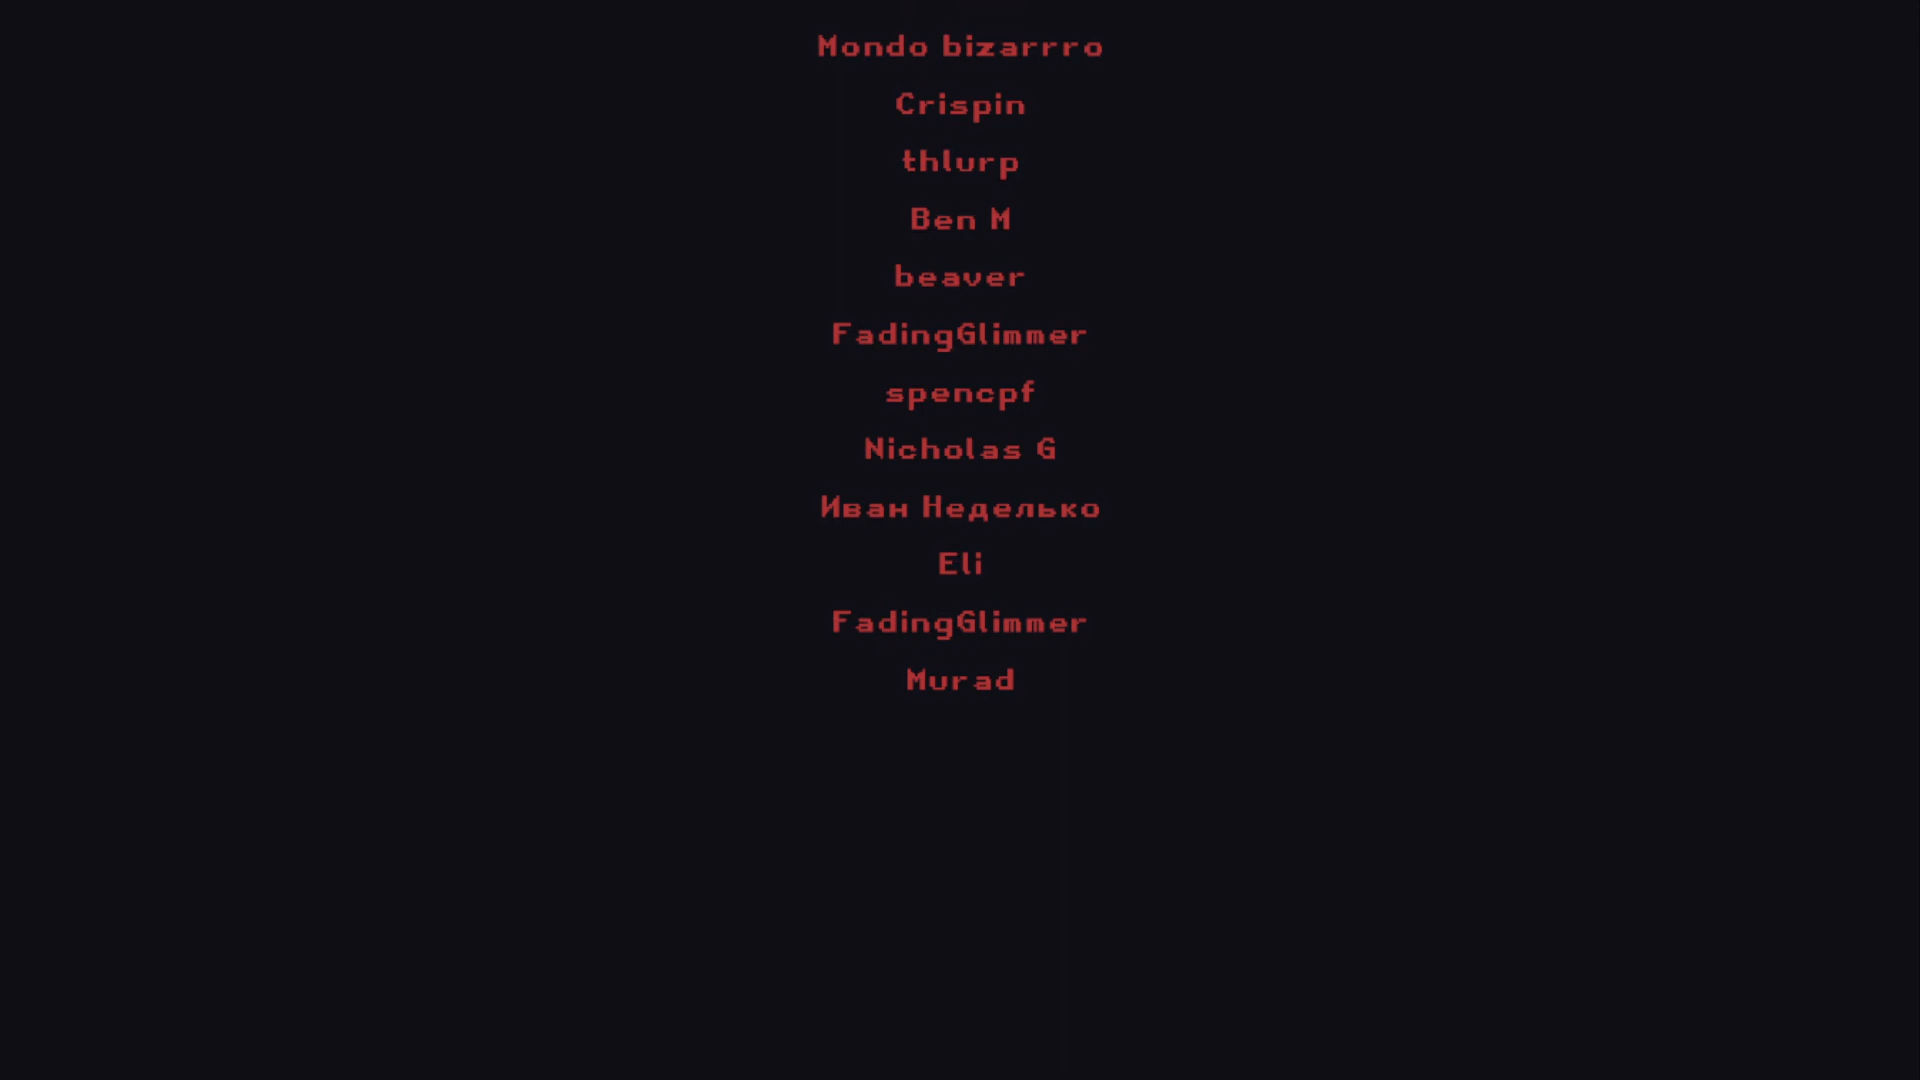 Mondo bizarrro
Crispin
thlurp
Ben M
beaver
FadingGlimmer
spencpf
Nicholas G
Иван Неделько
Eli
FadingGlimmer
Murad